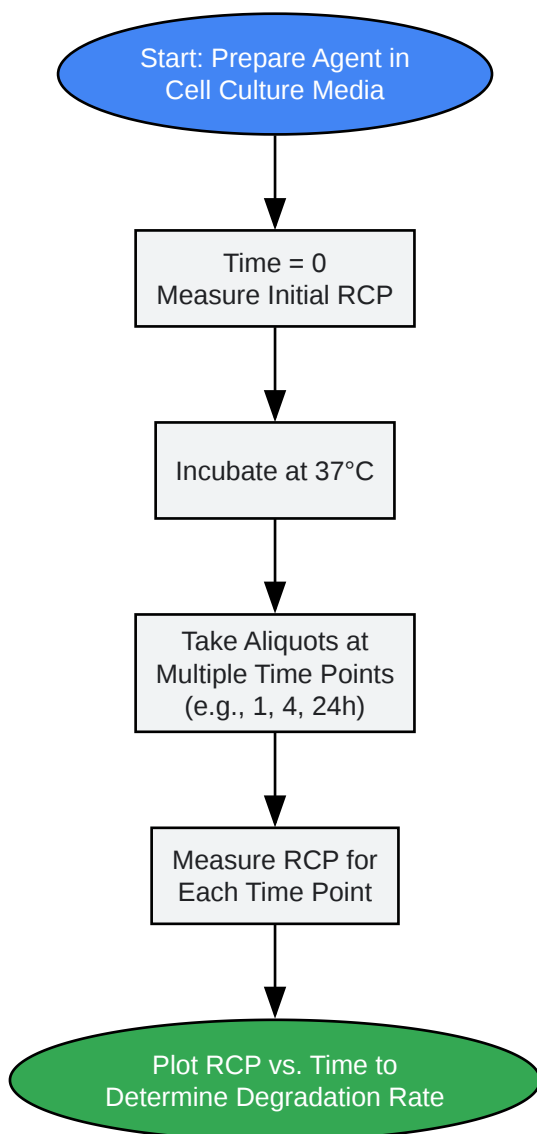 Start: Prepare Agent in
Cell Culture Media
Time = 0
Measure Initial RCP
Incubate at 37°C
Take Aliquots at
Multiple Time Points
(e.g., 1, 4, 24h)
Measure RCP for
Each Time Point
Plot RCP vs. Time to
Determine Degradation Rate